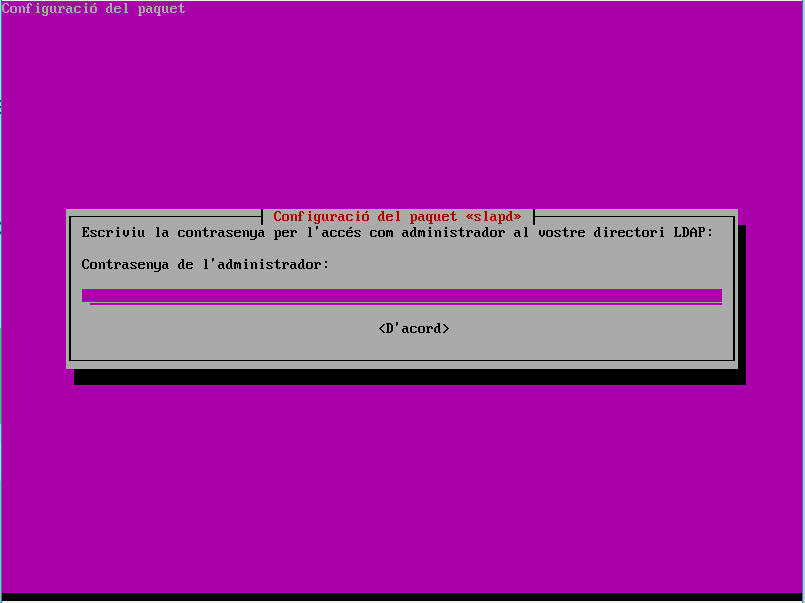 Configuració del paquet
Configuració del paquet «slapd»
Escriviu la contrasenya per l'accés com administrador al vostre directori LDAP:
Contrasenya de l'administrador:
<D'acord>